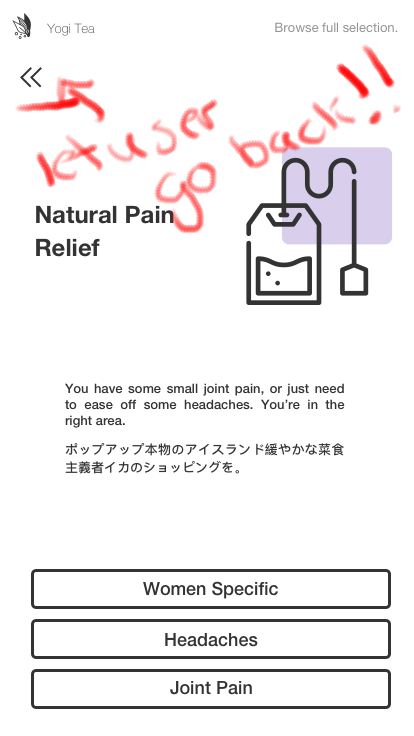 Yogi Tea
Browse full selection.
let user
go back!!
Natural Pain
Relief
You have some small joint pain, or just need
to ease off some headaches. You’re in the
right area.
ポップアップ本物のアイスランド緩やかな菜食
主義者イカのショッピングを。
Women Specific
Headaches
Joint Pain